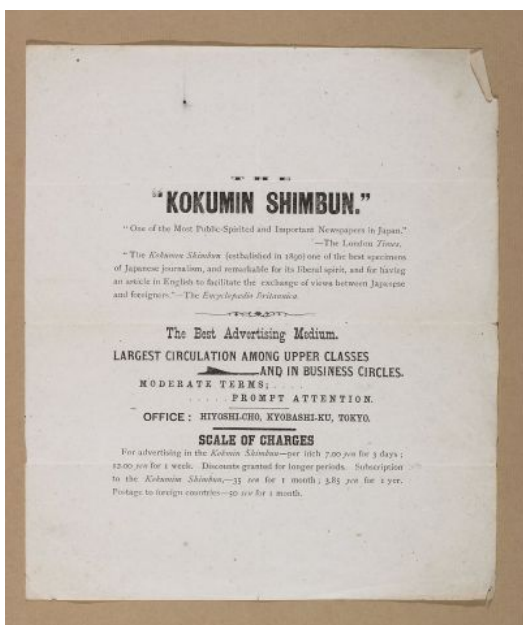 THE
"KOKUMIN SHIMBUN."
"One of the Most Public-Spirited and Important Newspapers in Japan."
—The London Times.
"The Kokumin Shimbun (estbalished in 1890) one of the best specimens
of Japanese journalism, and remarkable for its liberal spirit, and for having
an article in English to facilitate the exchange of views between Japanese
and foreigners."—The Encyclopædia Britannica.
The Best Advertising Medium.
LARGEST CIRCULATION AMONG UPPER CLASSES
AND IN BUSINESS CIRCLES.
MODERATE TERMS; ....
..... PROMPT ATTENTION.
OFFICE: HIYOSHI-CHO, KYOBASHI-KU, TOKYO.
SCALE OF CHARGES
For advertising in the Kokmin Shimbun—per inch 7.00 yen for 3 days;
12.00 yen for 1 week. Discounts granted for longer periods. Subscription
to the Kokumim Shimbun,—35 sen for 1 month; 3.85 yen for 1 yer.
Postage to foreign countries—50 sen for 1 month.